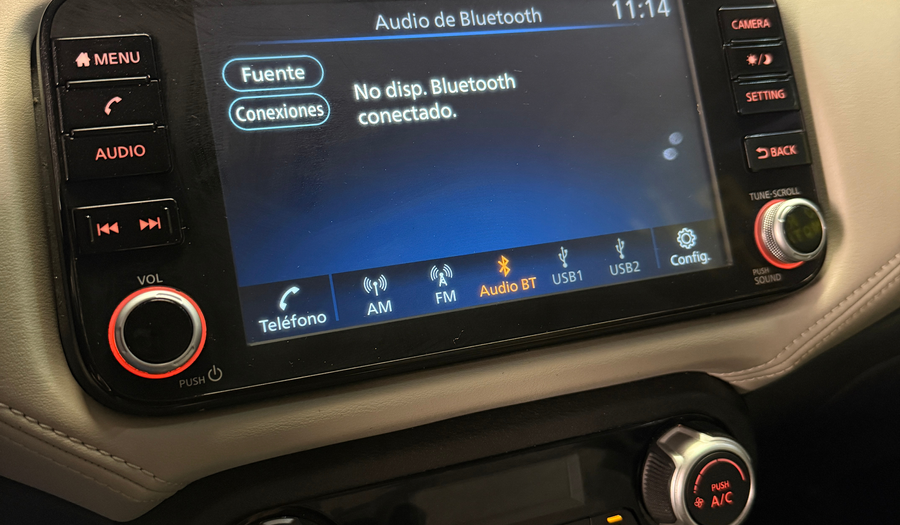 Audio de Bluetooth
11:14
MENU
AUDIO
VOL
PUSH
Fuente
Conexiones
No disp. Bluetooth
conectado.
Teléfono
AM
FM
Audio BT
USB1
USB2
Config.
CAMERA
SETTING
BACK
TUNE·SCROLL
PUSH
SOUND
PUSH
A/C